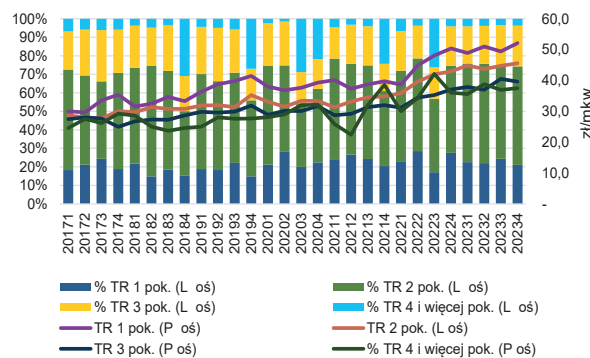 100% 60,0
90%
80% 50,0
70%
60% 40,0
50% 30,0
40%
30% 20,0
20% 10,0
10%
0% -
zł/mkw
20171 20172 20173 20174 20181 20182 20183 20184 20191 20192 20193 20194 20201 20202 20203 20204 20211 20212 20213 20214 20221 20222 20223 20224 20231 20232 20233 20234
% TR 1 pok. (L oś) % TR 2 pok. (L oś)
% TR 3 pok. (L oś) % TR 4 i więcej pok. (L oś)
TR 1 pok. (P oś) TR 2 pok. (L oś)
TR 3 pok. (P oś) % TR 4 i więcej pok. (P oś)